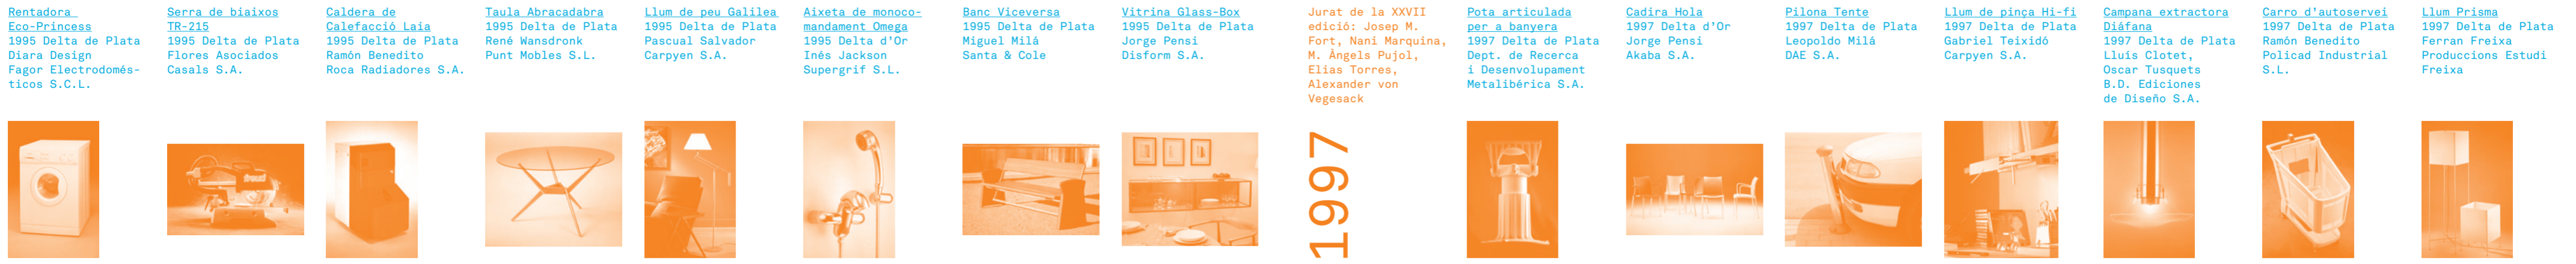 Rentadora
Eco-Princess
1995 Delta de Plata
Diara Design
Fagor Electrodomés-
ticos S.C.L.
Serra de biaixos
TR-215
1995 Delta de Plata
Flores Asociados
Casals S.A.
Caldera de
Calefacció Laia
1995 Delta de Plata
Ramón Benedito
Roca Radiadores S.A.
Taula Abracadabra
1995 Delta de Plata
René Wansdronk
Punt Mobles S.L.
Llum de peu Galilea
1995 Delta de Plata
Pascual Salvador
Carpyen S.A.
Aixeta de monoco-
mandament Omega
1995 Delta d'Or
Inés Jackson
Supergrif S.L.
Banc Viceversa
1995 Delta de Plata
Miguel Milá
Santa & Cole
Vitrina Glass-Box
1995 Delta de Plata
Jorge Pensi
Disform S.A.
Jurat de la XXVII
edició: Josep M.
Fort, Nani Marquina,
M. Àngels Pujol,
Elias Torres,
Alexander von
Vegesack
1997
Pota articulada
per a banyera
1997 Delta de Plata
Dept. de Recerca
i Desenvolupament
Metalibérica S.A.
Cadira Hola
1997 Delta d'Or
Jorge Pensi
Akaba S.A.
Pilona Tente
1997 Delta de Plata
Leopoldo Milá
DAE S.A.
Llum de pinça Hi-fi
1997 Delta de Plata
Gabriel Teixidó
Carpyen S.A.
Campana extractora
Diáfana
1997 Delta de Plata
Lluís Clotet,
Oscar Tusquets
B.D. Ediciones
de Diseño S.A.
Carro d'autoservei
1997 Delta de Plata
Ramón Benedito
Policad Industrial
S.L.
Llum Prisma
1997 Delta de Plata
Ferran Freixa
Produccions Estudi
Freixa